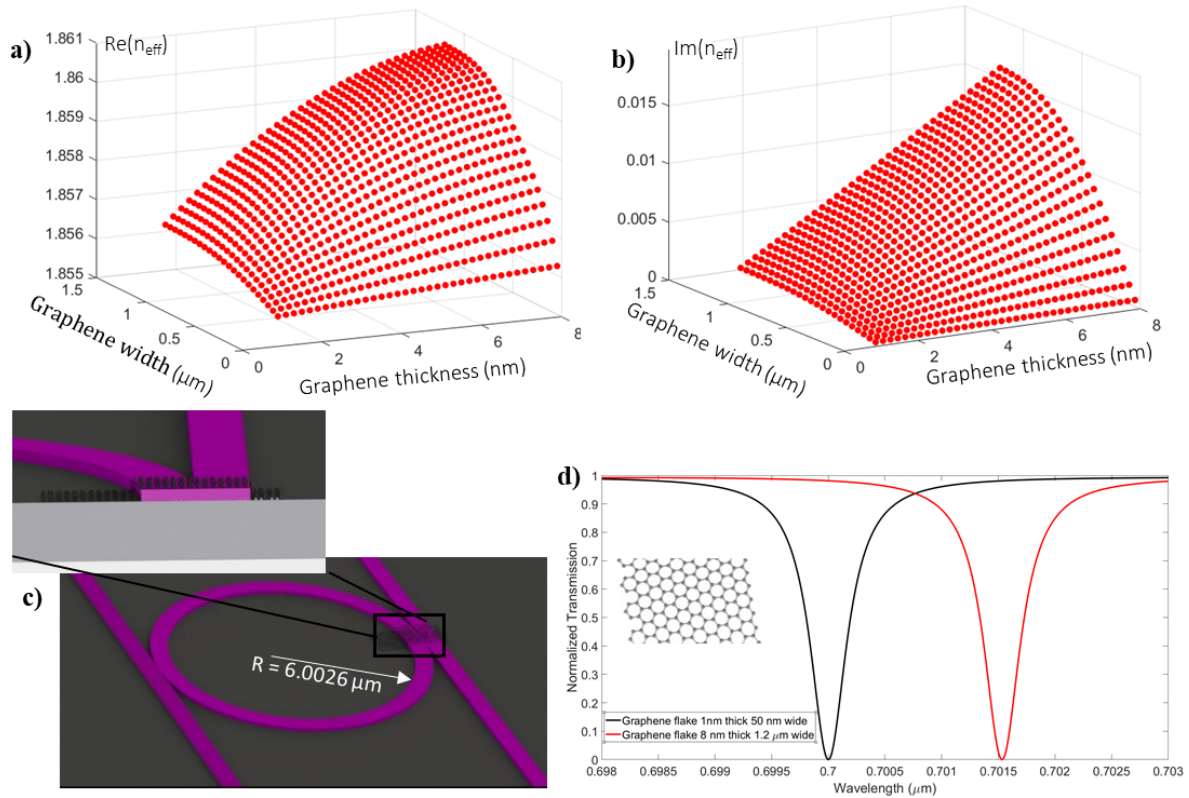 a)
Re(n_eff)
1.861
1.86
1.859
1.858
1.857
1.856
1.855
1.5
1
0.5
0
0
2
4
6
8
Graphene width (μm)
Graphene thickness (nm)
b)
Im(n_eff)
0.015
0.01
0.005
0
1.5
1
0.5
0
0
2
4
6
8
Graphene width (μm)
Graphene thickness (nm)
c)
R = 6.0026 μm
d)
1
0.9
0.8
0.7
0.6
0.5
0.4
0.3
0.2
0.1
0
Normalized Transmission
Graphene flake 1nm thick 50 nm wide
Graphene flake 8 nm thick 1.2 μm wide
0.698 0.6985 0.699 0.6995 0.7 0.7005 0.701 0.7015 0.702 0.7025 0.703
Wavelength (μm)